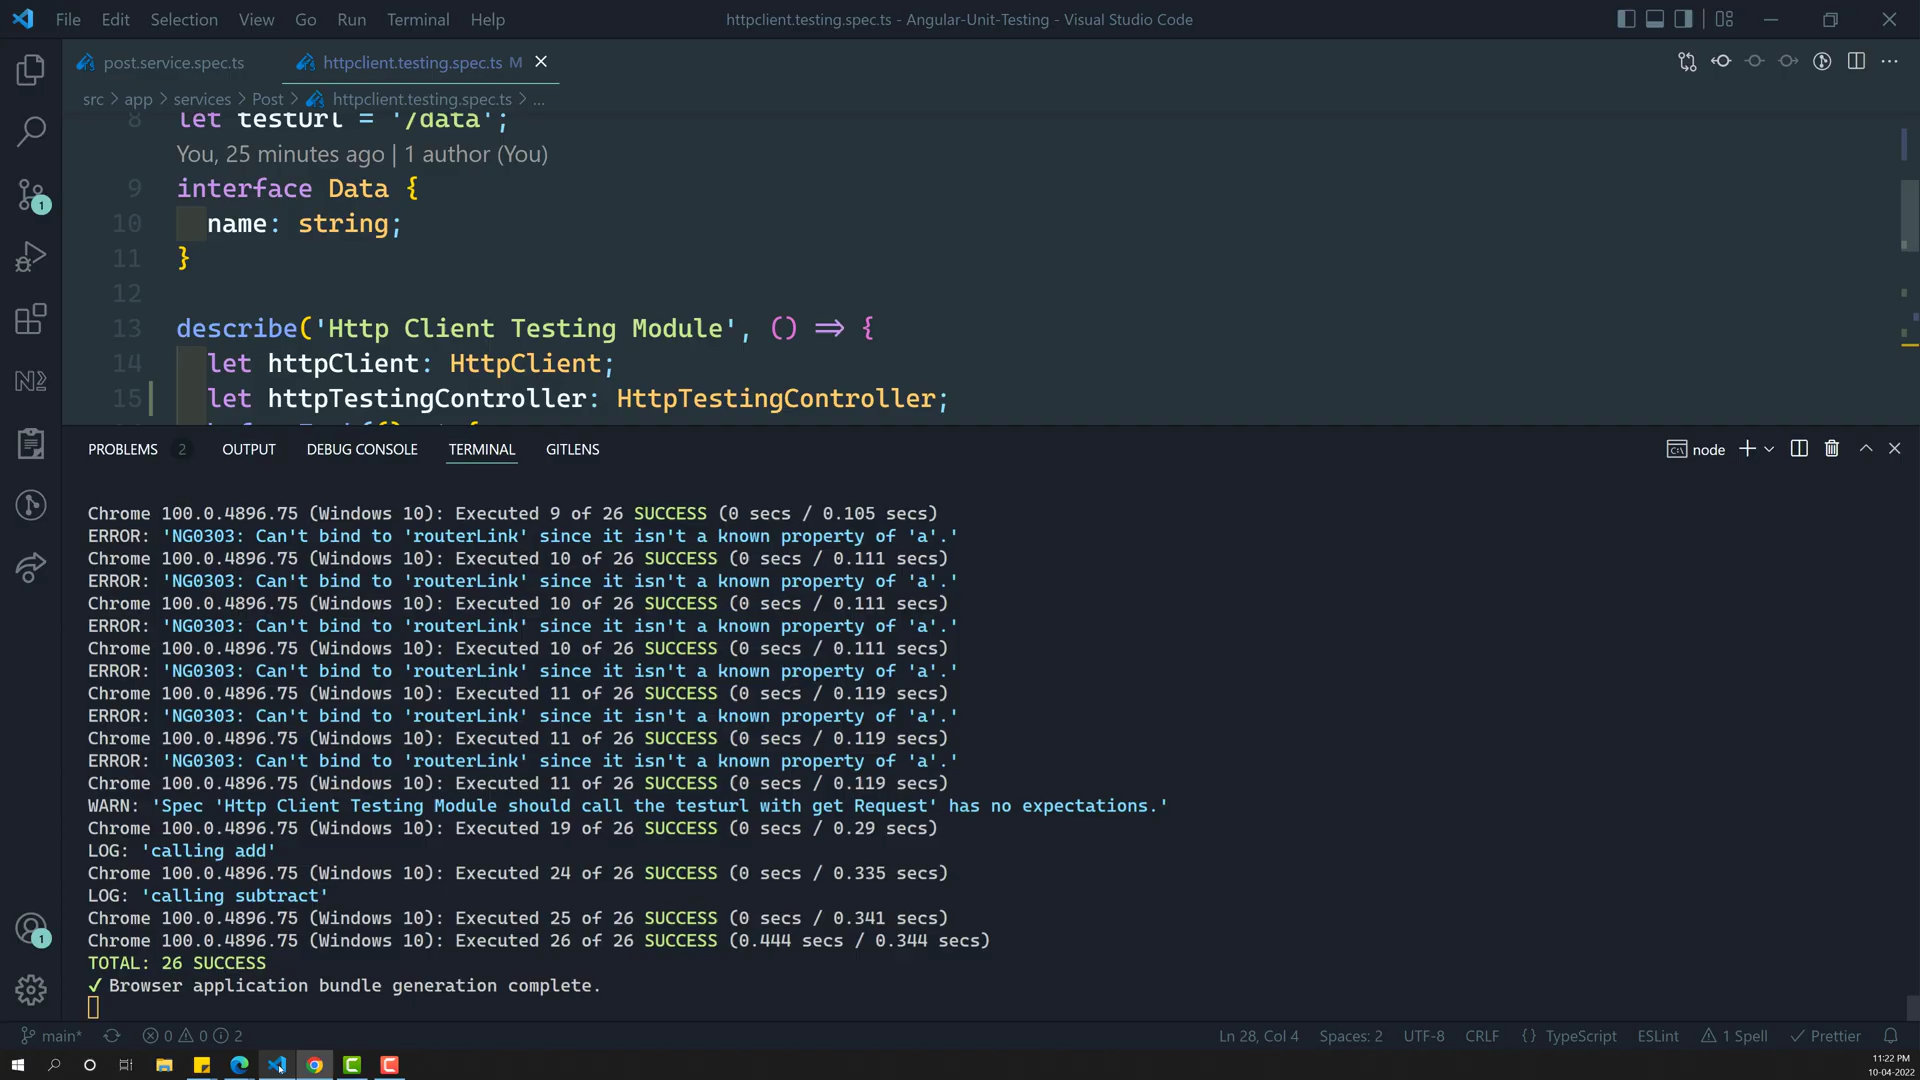 File Edit Selection View Go Run Terminal Help
httpclient.testing.spec.ts - Angular-Unit-Testing - Visual Studio Code
post.service.spec.ts
httpclient.testing.spec.ts M
src > app > services > Post > httpclient.testing.spec.ts > ...
8 let testUrl = '/data';
You, 25 minutes ago | 1 author (You)
9 interface Data {
10 name: string;
11 }
12
13 describe('Http Client Testing Module', () => {
14 let httpClient: HttpClient;
15 let httpTestingController: HttpTestingController;
PROBLEMS 2 OUTPUT DEBUG CONSOLE TERMINAL GITLENS
node
Chrome 100.0.4896.75 (Windows 10): Executed 9 of 26 SUCCESS (0 secs / 0.105 secs)
ERROR: 'NG0303: Can't bind to 'routerLink' since it isn't a known property of 'a'.'
Chrome 100.0.4896.75 (Windows 10): Executed 10 of 26 SUCCESS (0 secs / 0.111 secs)
ERROR: 'NG0303: Can't bind to 'routerLink' since it isn't a known property of 'a'.'
Chrome 100.0.4896.75 (Windows 10): Executed 10 of 26 SUCCESS (0 secs / 0.111 secs)
ERROR: 'NG0303: Can't bind to 'routerLink' since it isn't a known property of 'a'.'
Chrome 100.0.4896.75 (Windows 10): Executed 10 of 26 SUCCESS (0 secs / 0.111 secs)
ERROR: 'NG0303: Can't bind to 'routerLink' since it isn't a known property of 'a'.'
Chrome 100.0.4896.75 (Windows 10): Executed 11 of 26 SUCCESS (0 secs / 0.119 secs)
ERROR: 'NG0303: Can't bind to 'routerLink' since it isn't a known property of 'a'.'
Chrome 100.0.4896.75 (Windows 10): Executed 11 of 26 SUCCESS (0 secs / 0.119 secs)
ERROR: 'NG0303: Can't bind to 'routerLink' since it isn't a known property of 'a'.'
Chrome 100.0.4896.75 (Windows 10): Executed 11 of 26 SUCCESS (0 secs / 0.119 secs)
WARN: 'Spec 'Http Client Testing Module should call the testurl with get Request' has no expectations.'
Chrome 100.0.4896.75 (Windows 10): Executed 19 of 26 SUCCESS (0 secs / 0.29 secs)
LOG: 'calling add'
Chrome 100.0.4896.75 (Windows 10): Executed 24 of 26 SUCCESS (0 secs / 0.335 secs)
LOG: 'calling subtract'
Chrome 100.0.4896.75 (Windows 10): Executed 25 of 26 SUCCESS (0 secs / 0.341 secs)
Chrome 100.0.4896.75 (Windows 10): Executed 26 of 26 SUCCESS (0.444 secs / 0.344 secs)
TOTAL: 26 SUCCESS
✓ Browser application bundle generation complete.
main* 0 0 2
Ln 28, Col 4 Spaces: 2 UTF-8 CRLF {} TypeScript ESLint 1 Spell Prettier
11:22 PM
10-04-2022